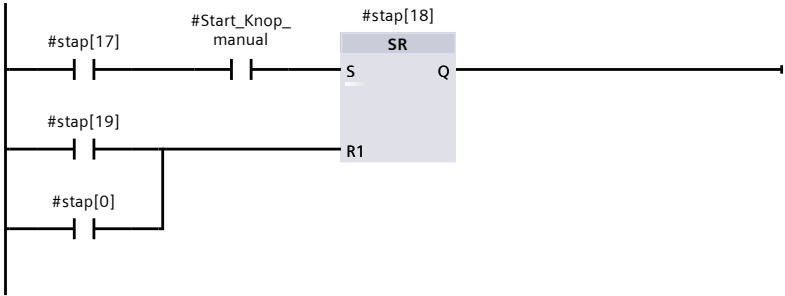 #stap[18]
#Start_Knop_
manual
#stap[17]
SR
S
Q
#stap[19]
R1
#stap[0]